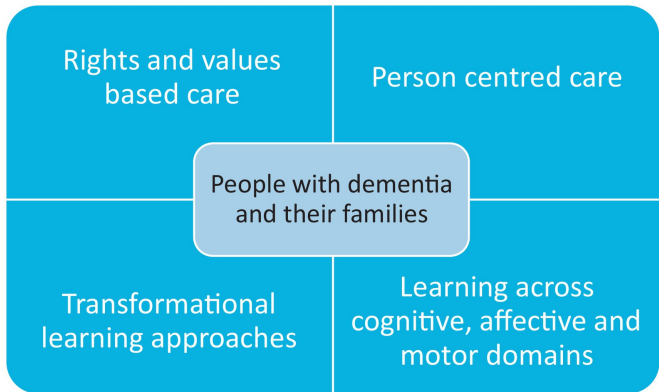 Rights and values
based care
Person centred care
People with dementia
and their families
Transformational
learning approaches
Learning across
cognitive, affective and
motor domains